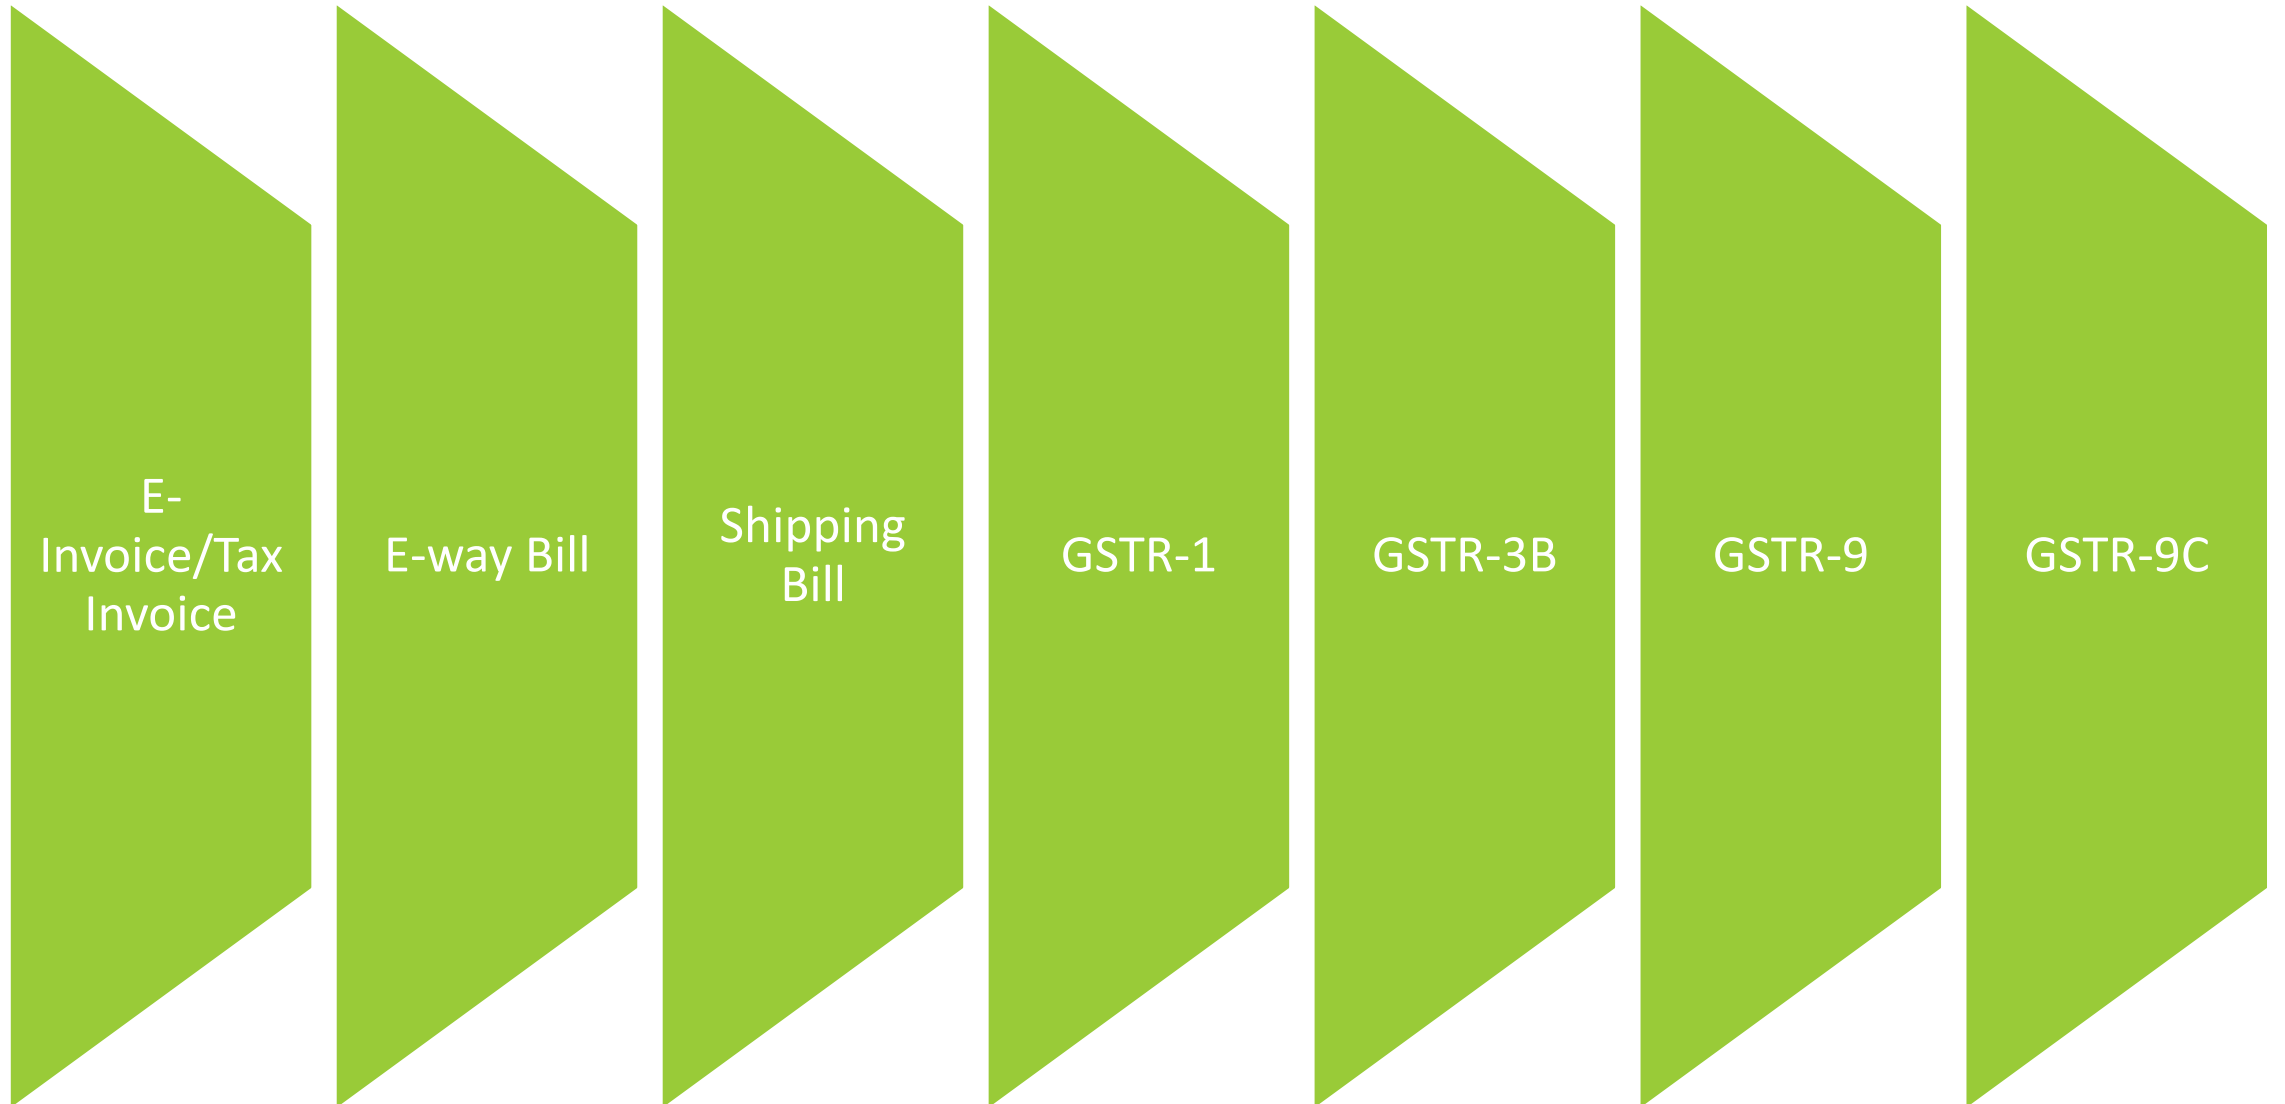 E-
Invoice/Tax
Invoice
E-way Bill
Shipping
Bill
GSTR-1
GSTR-3B
GSTR-9
GSTR-9C